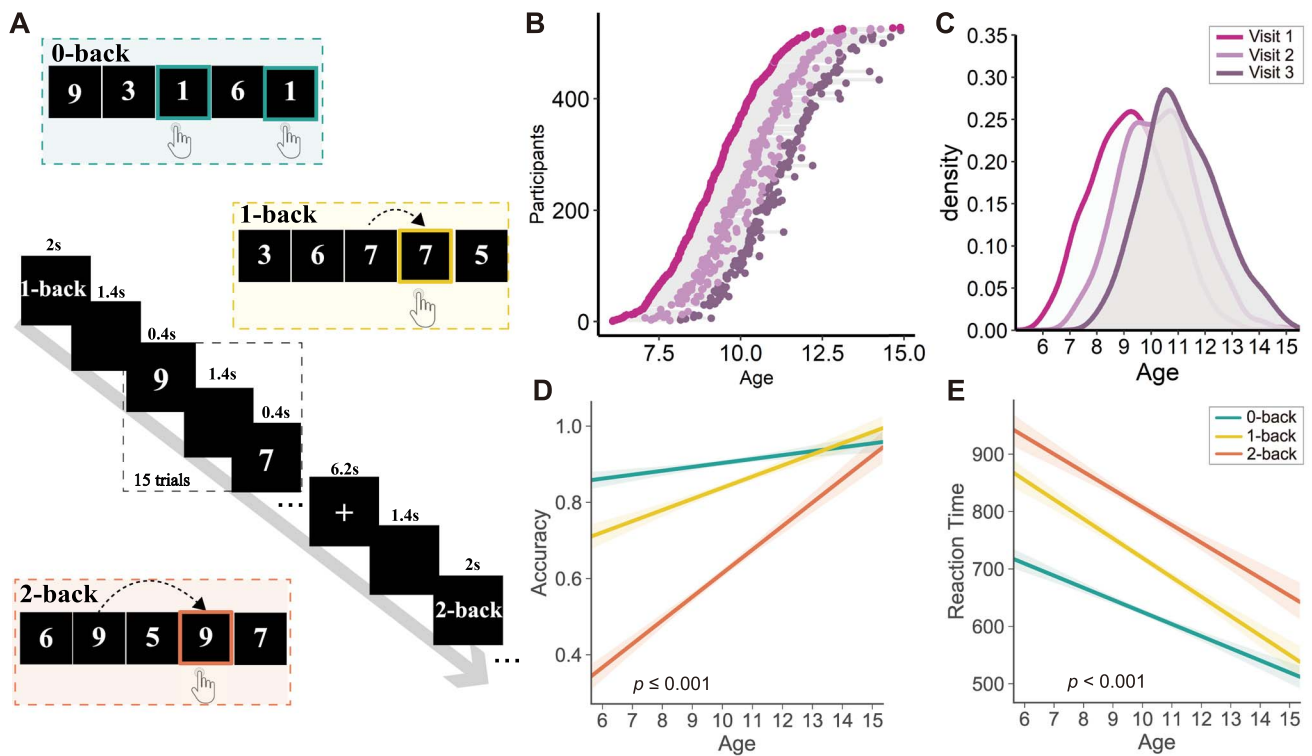 A
0-back
9 3 1 6 1
1-back
3 6 7 7 5
2s
1-back
1.4s
0.4s
9
1.4s
0.4s
7
15 trials
...
6.2s
+
1.4s
2s
2-back
...
2-back
6 9 5 9 7
B
Participants
400
200
0
7.5 10.0 12.5 15.0
Age
C
Visit 1
Visit 2
Visit 3
density
0.35
0.30
0.25
0.20
0.15
0.10
0.05
0.00
6 7 8 9 10 11 12 13 14 15
Age
D
Accuracy
1.0
0.8
0.6
0.4
p ≤ 0.001
6 7 8 9 10 11 12 13 14 15
Age
E
0-back
1-back
2-back
Reaction Time
900
800
700
600
500
p < 0.001
6 7 8 9 10 11 12 13 14 15
Age